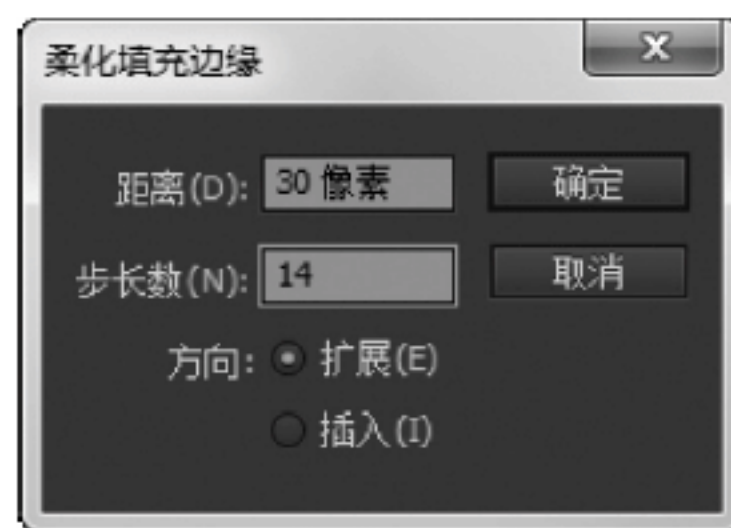 柔化填充边缘
距离(D): 30 像素 确定
步长数(N): 14 取消
方向: 扩展(E)
插入(I)